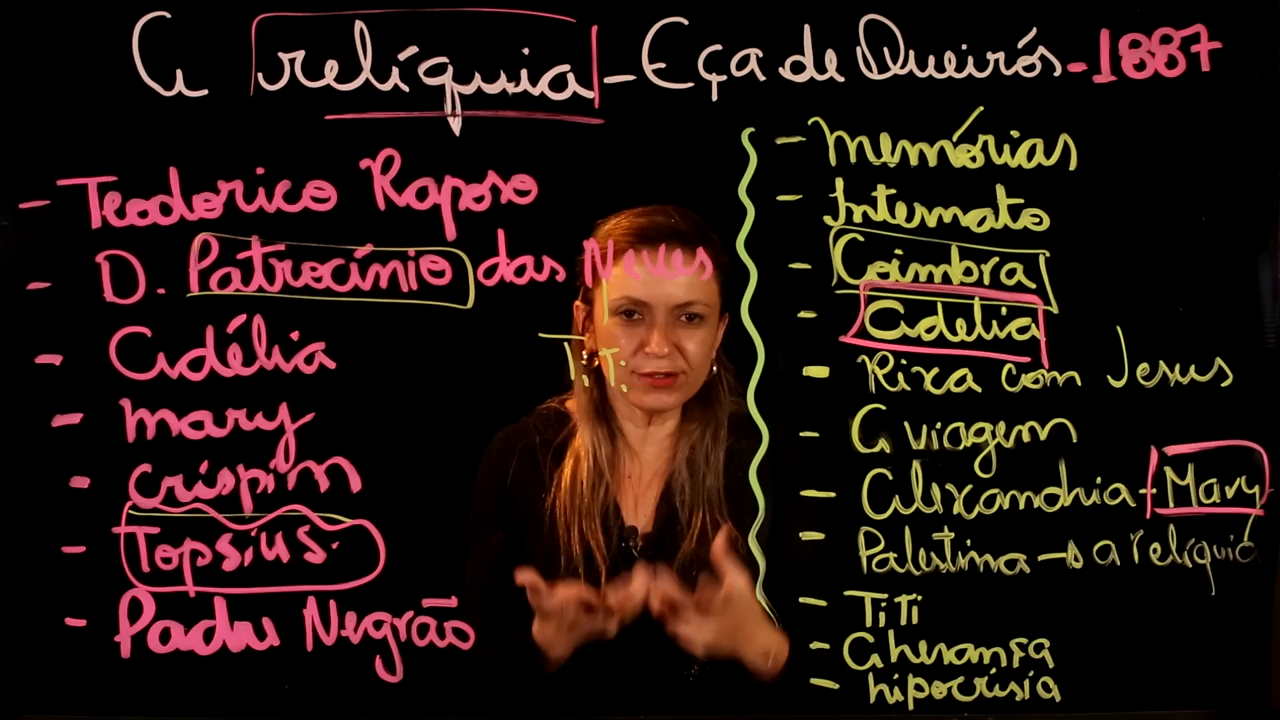 A relíquia - Eça de Queirós - 1887
- Teodorico Raposo
- D. Patrocínio das Neves
T.T.
- Adélia
- Mary
- Crispim
- Topsius.
- Padre Negrão
- Memórias
- Internato
- Coimbra
- Adelia
- Rixa com Jesus
- A viagem
- Alexandria - Mary
- Palestina → a relíquia
- TiTi
- A herança
- hipocrisia